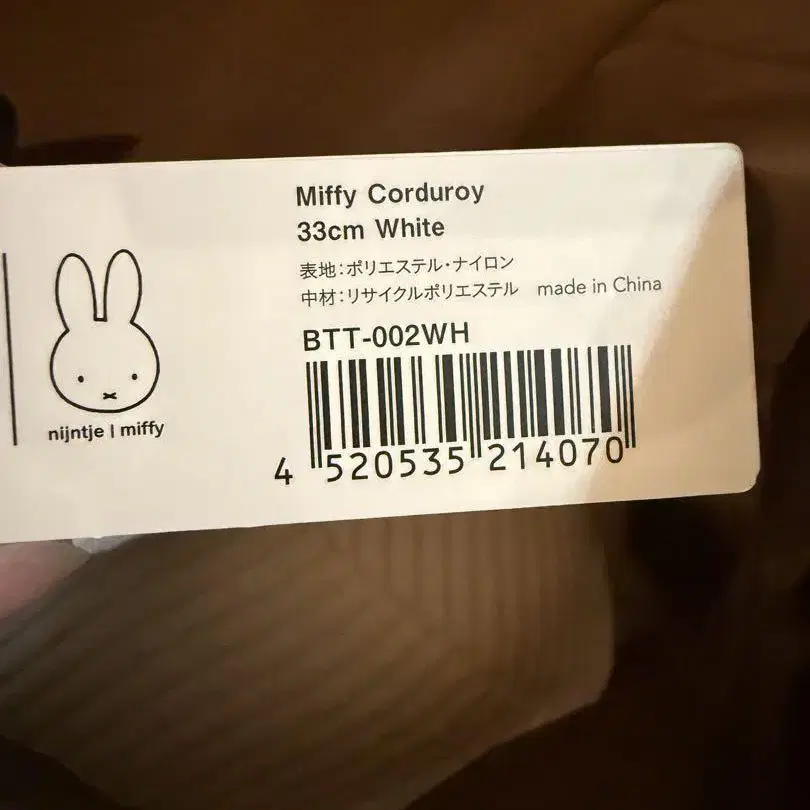 Miffy Corduroy
33cm White
表地:ポリエステル・ナイロン
中材:リサイクルポリエステル made in China
BTT-002WH
4 520535 214070
nijntje | miffy